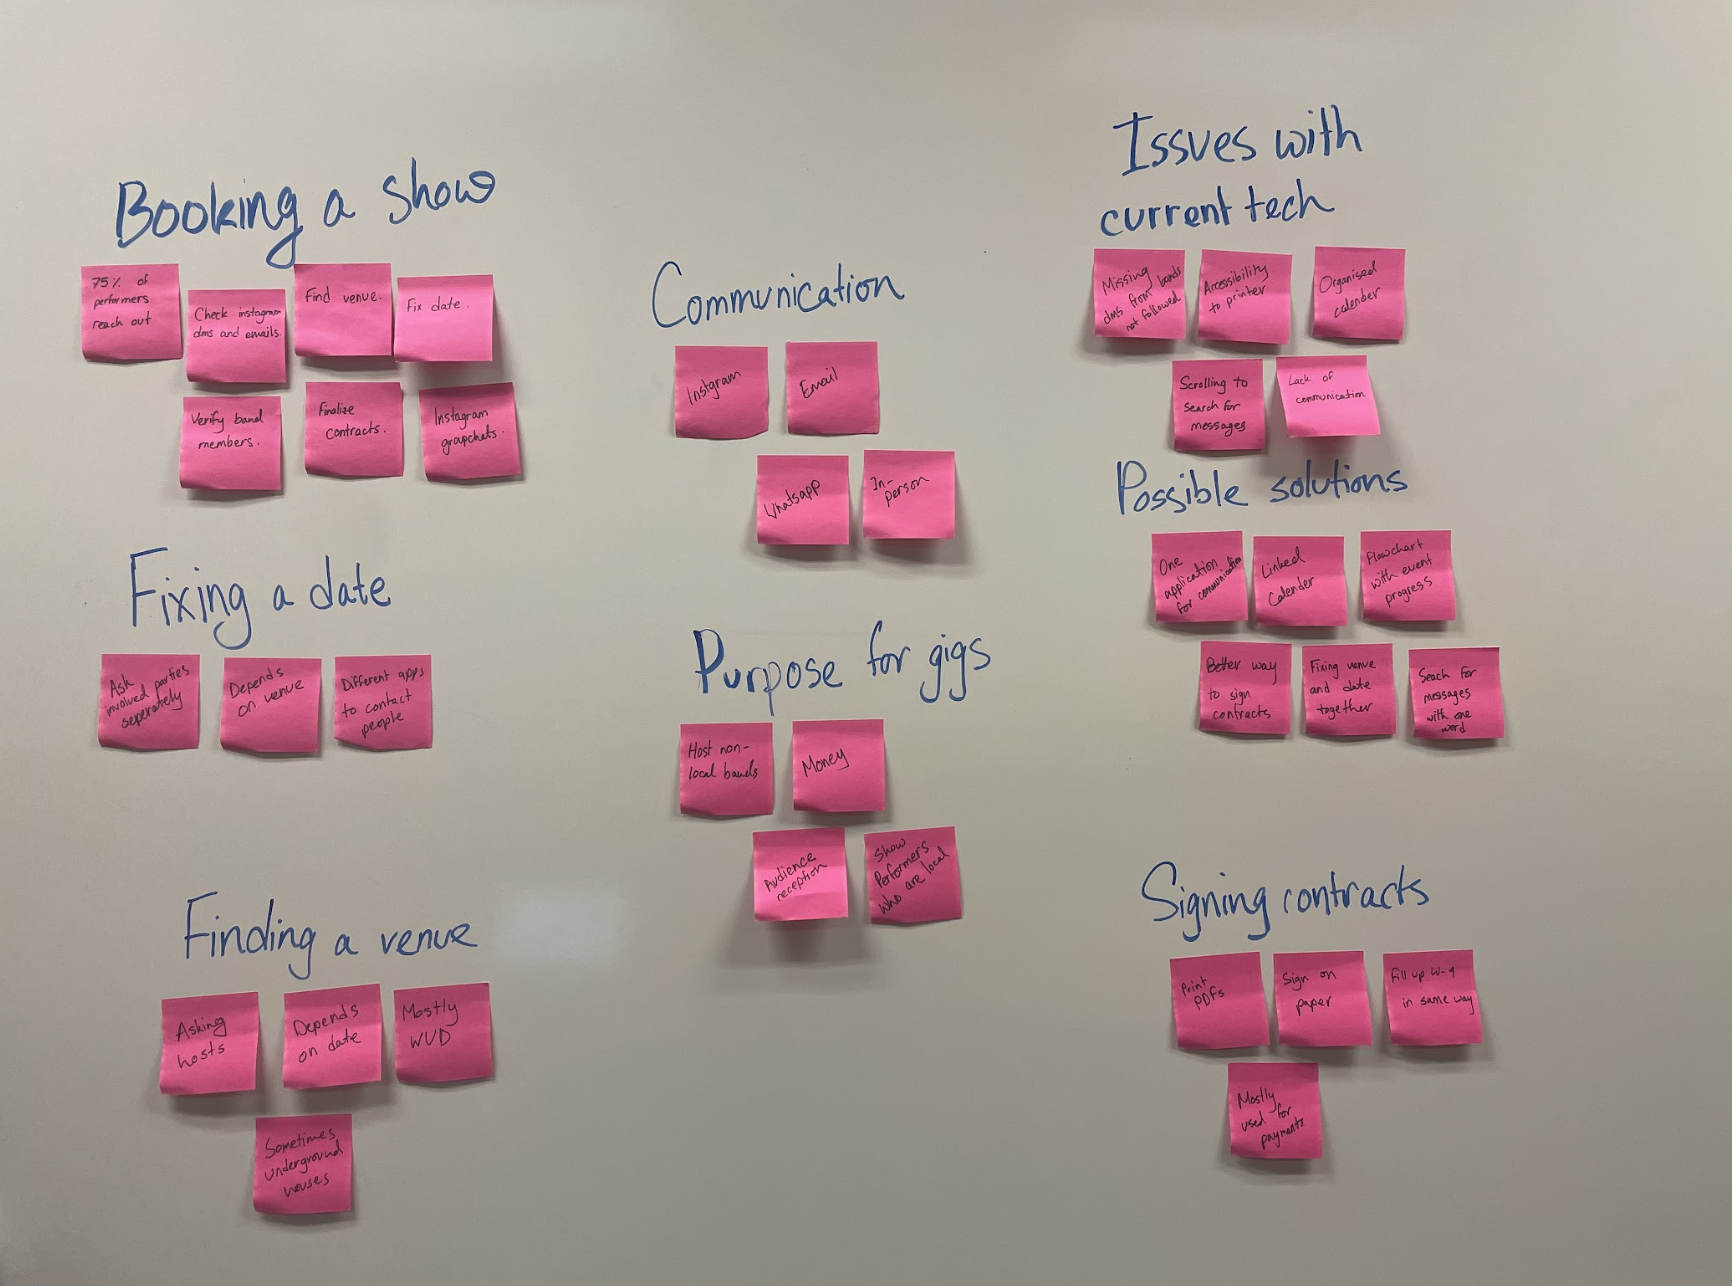 Booking a show
75% of
performers
reach out
Check instagram
dms and emails.
Find venue.
Fix date.
Verify band
members.
Finalize
contracts.
Instagram
grapchats.
Fixing a date
Ask
involved parties
seperately
Depends
on venue
Different apps
to contact
people
Finding a venue
Asking
hosts
Depends
on date
Mostly
WUD
Sometimes
underground
houses
Communication
Instgram
Email
Whatsapp
In-
person
Purpose for gigs
Host non-
local bands
Money
Audience
reception
Show
Performers
who are local
Issues with
current tech
Missing
dms from bands
not followed
Accessibility
to printer
Organised
calender
Scrolling to
search for
messages
Lack of
communication
Possible solutions
One
application
for communication
Linked
Calender
Flowchart
with event
progress
Better way
to sign
contracts
Fixing venue
and date
together
Seach for
messages
with one
word
Signing contracts
Print
PDFs
Sign on
paper
Fill up W-9
in same way
Mostly
used for
payments